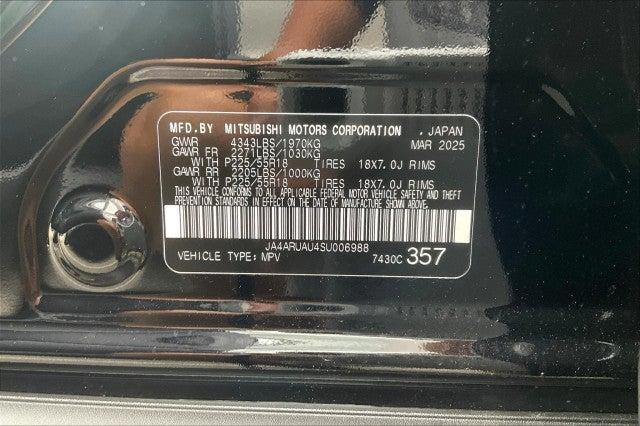 MFD.BY MITSUBISHI MOTORS CORPORATION . JAPAN
GVWR 4343LBS/1970KG MAR 2025
GAWR FR 2271LBS/1030KG
WITH P225/55R18 TIRES 18X7.0J RIMS
GAWR RR 2205LBS/1000KG
WITH P225/55R18 TIRES 18X7.0J RIMS
THIS VEHICLE CONFORMS TO ALL APPLICABLE FEDERAL MOTOR VEHICLE SAFETY AND THEFT
PREVENTION STANDARDS IN EFFECT ON THE DATE OF MANUFACTURE SHOWN ABOVE.
JA4ARUAU4SU006988
VEHICLE TYPE: MPV 7430C 357